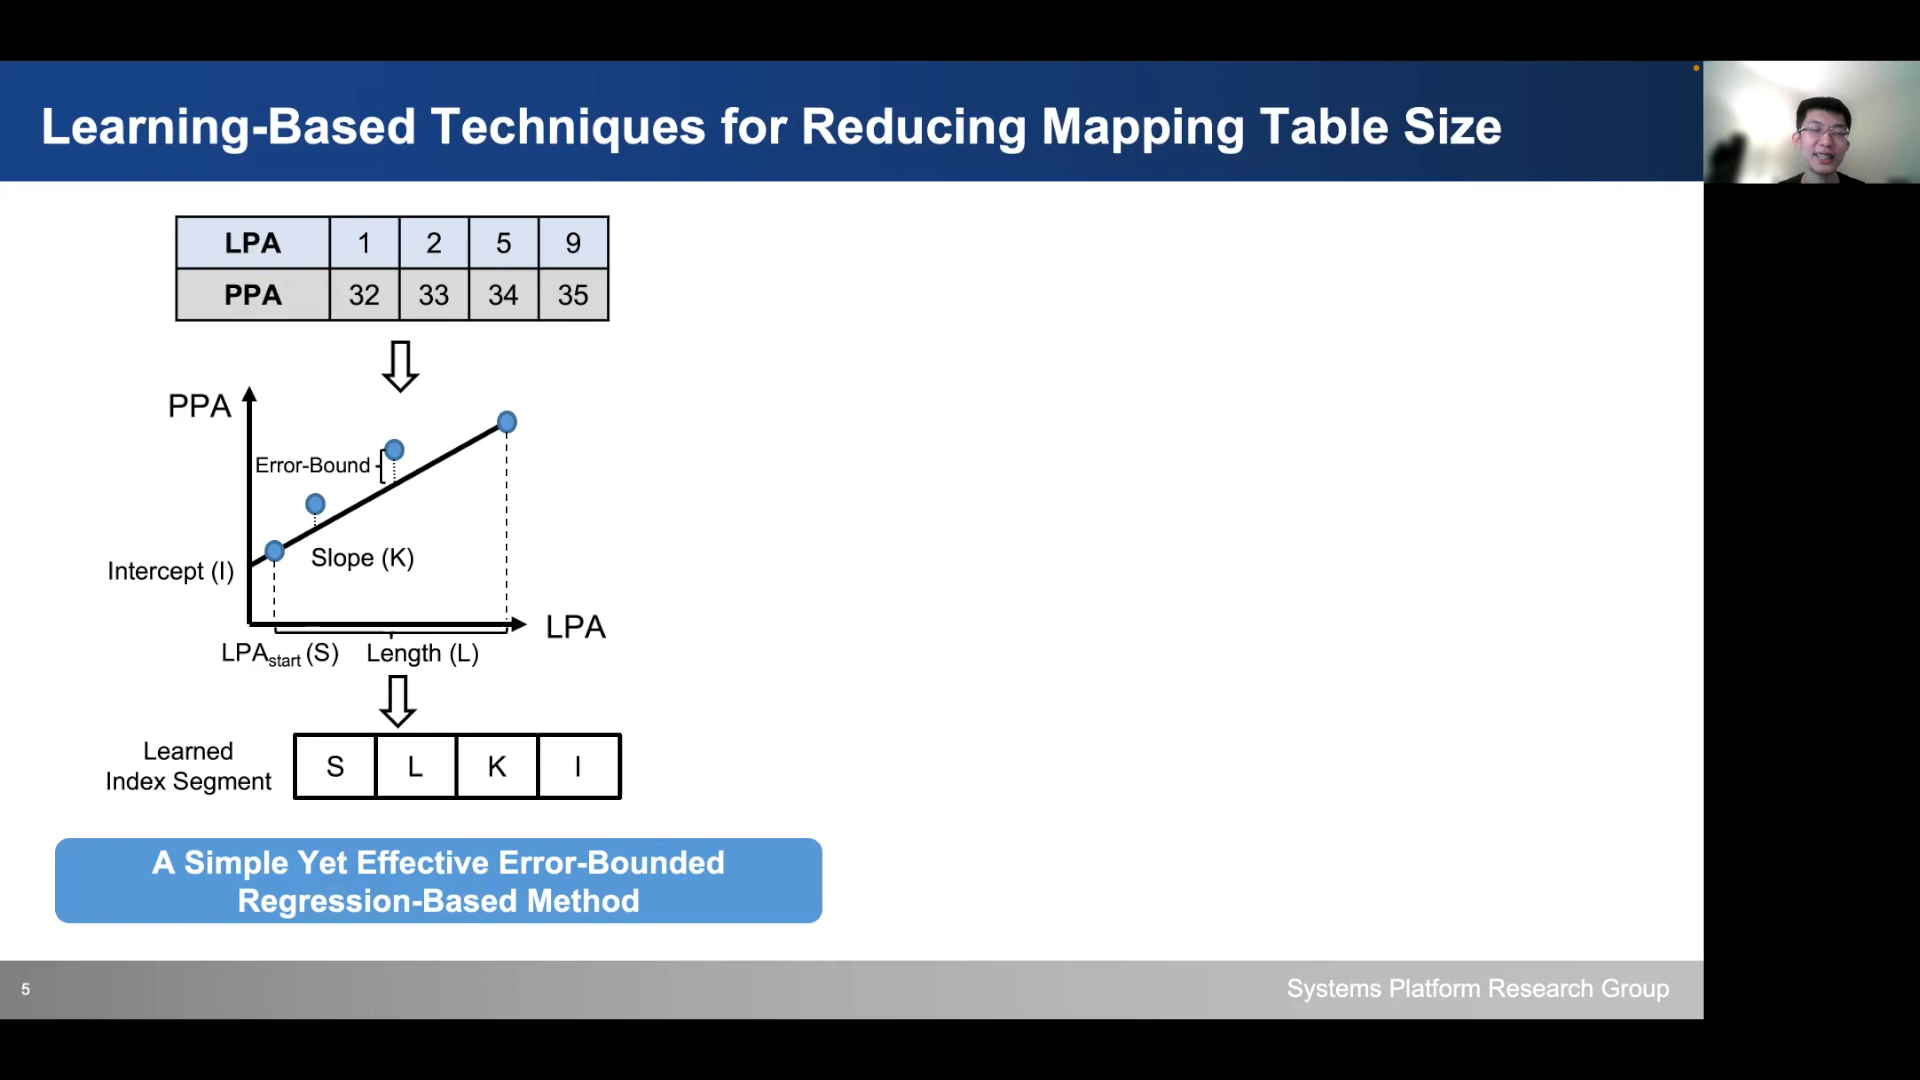 Learning-Based Techniques for Reducing Mapping Table Size
LPA 1 2 5 9
PPA 32 33 34 35
PPA
Error-Bound
Slope (K)
Intercept (I)
LPA
LPAstart (S) Length (L)
Learned
Index Segment
S L K I
A Simple Yet Effective Error-Bounded
Regression-Based Method
5
Systems Platform Research Group